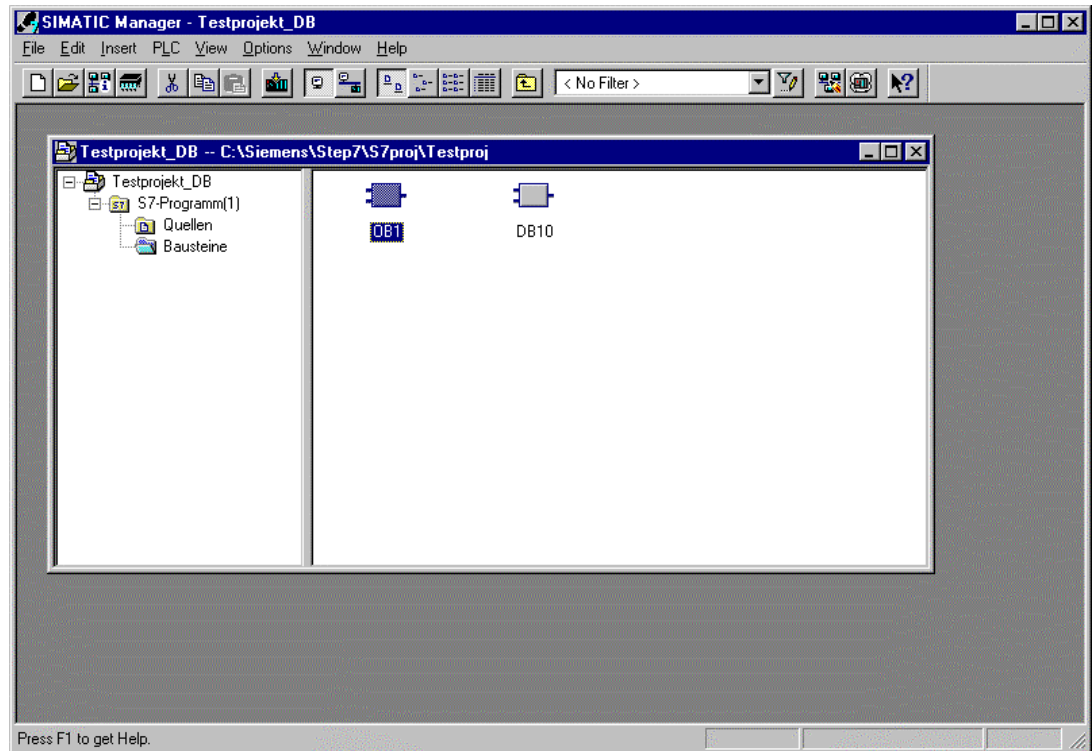 SIMATIC Manager - Testprojekt_DB
File Edit Insert PLC View Options Window Help
< No Filter >
Testprojekt_DB -- C:\Siemens\Step7\S7proj\Testproj
Testprojekt_DB
S7-Programm(1)
Quellen
Bausteine
OB1
DB10
Press F1 to get Help.